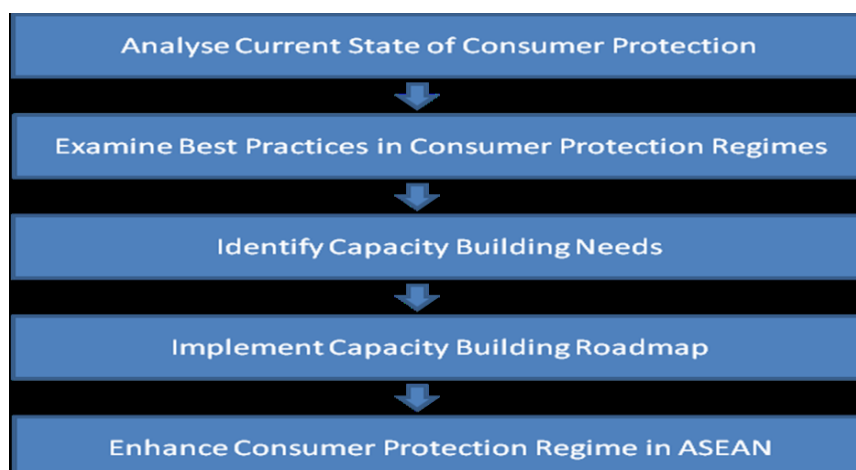 Analyse Current State of Consumer Protection
Examine Best Practices in Consumer Protection Regimes
Identify Capacity Building Needs
Implement Capacity Building Roadmap
Enhance Consumer Protection Regime in ASEAN